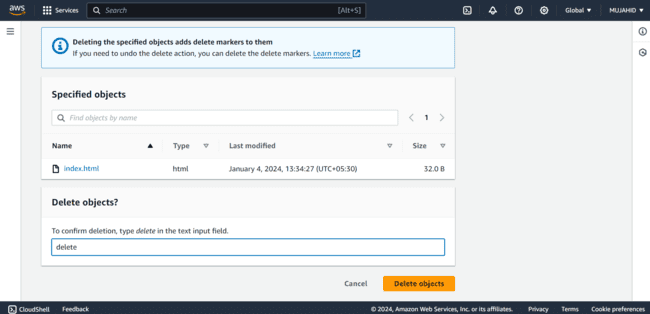 aws Services Search [Alt+S] Global MUJAHID
Deleting the specified objects adds delete markers to them
If you need to undo the delete action, you can delete the delete markers. Learn more
Specified objects
Find objects by name 1
Name Type Last modified Size
index.html html January 4, 2024, 13:34:27 (UTC+05:30) 32.0 B
Delete objects?
To confirm deletion, type delete in the text input field.
delete
Cancel Delete objects
CloudShell Feedback © 2024, Amazon Web Services, Inc. or its affiliates. Privacy Terms Cookie preferences